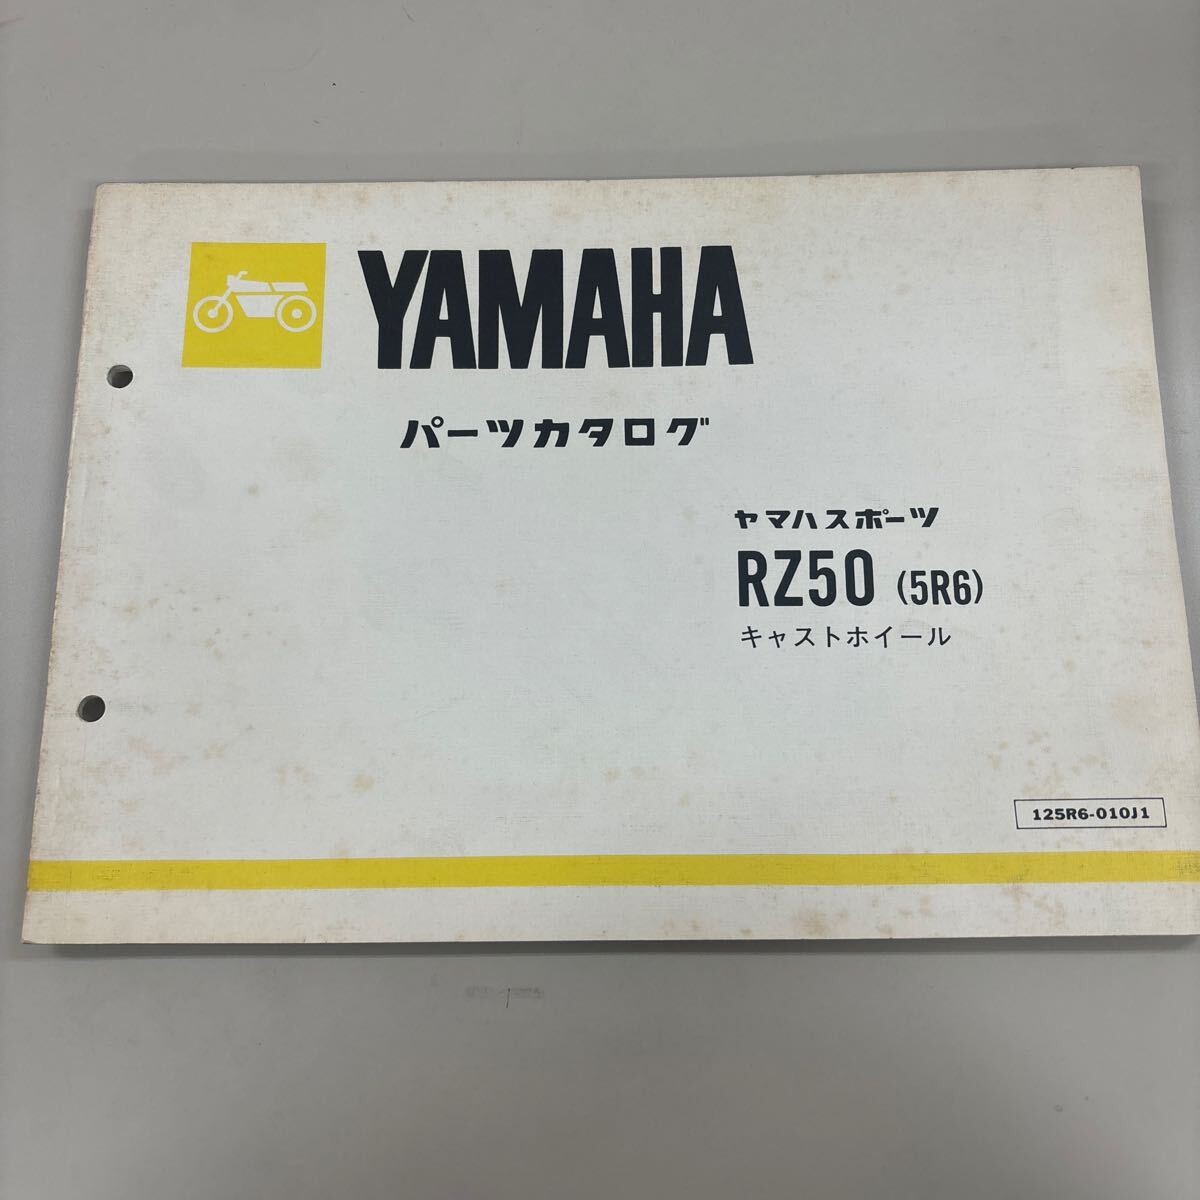 YAMAHA
パーツカタログ
ヤマハスポーツ
RZ50 (5R6)
キャストホイール
125R6-010J1